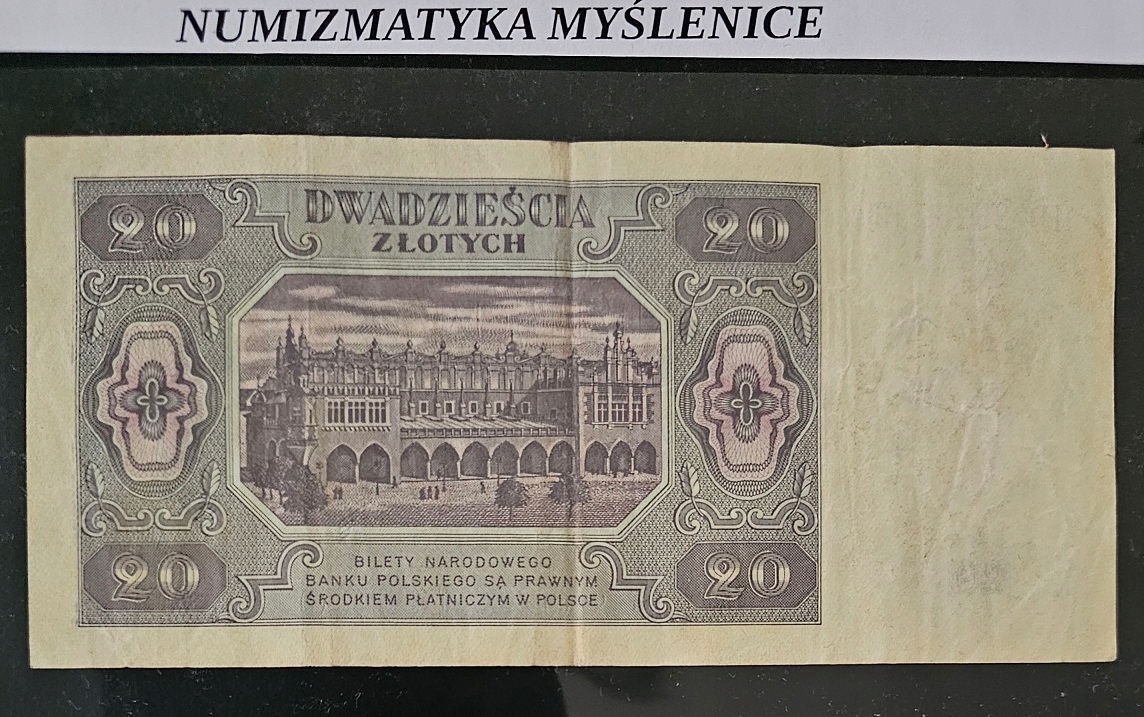 NUMIZMATYKA MYŚLENICE
20 DWADZIEŚCIA 20
ZŁOTYCH
BILETY NARODOWEGO
20 BANKU POLSKIEGO SĄ PRAWNYM 20
ŚRODKIEM PŁATNICZYM W POLSCE